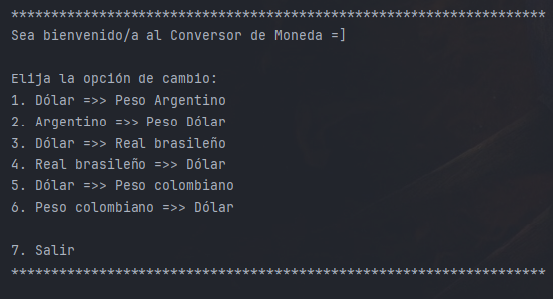 *******************************************************************
Sea bienvenido/a al Conversor de Moneda =]
Elija la opción de cambio:
1. Dólar =>> Peso Argentino
2. Argentino =>> Peso Dólar
3. Dólar =>> Real brasileño
4. Real brasileño =>> Dólar
5. Dólar =>> Peso colombiano
6. Peso colombiano =>> Dólar
7. Salir
*******************************************************************